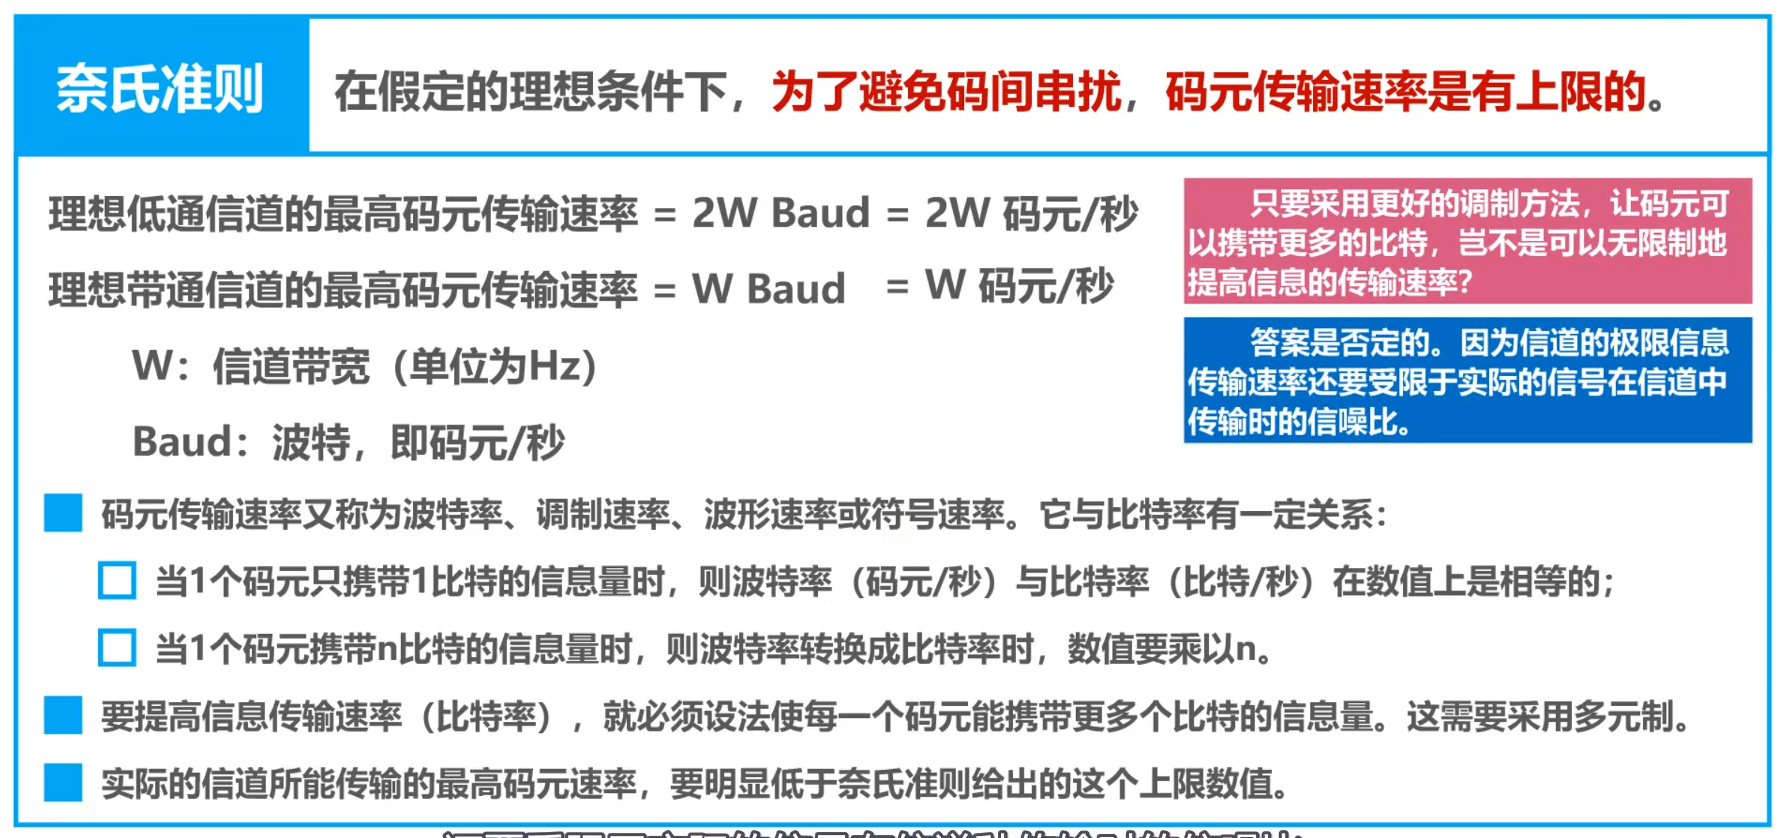 奈氏准则
在假定的理想条件下，为了避免码间串扰，码元传输速率是有上限的。
理想低通信道的最高码元传输速率 = 2W Baud = 2W 码元/秒
理想带通信道的最高码元传输速率 = W Baud = W 码元/秒
W：信道带宽（单位为Hz）
Baud：波特，即码元/秒
只要采用更好的调制方法，让码元可
以携带更多的比特，岂不是可以无限制地
提高信息的传输速率？
答案是否定的。因为信道的极限信息
传输速率还要受限于实际的信号在信道中
传输时的信噪比。
码元传输速率又称为波特率、调制速率、波形速率或符号速率。它与比特率有一定关系：
当1个码元只携带1比特的信息量时，则波特率（码元/秒）与比特率（比特/秒）在数值上是相等的；
当1个码元携带n比特的信息量时，则波特率转换成比特率时，数值要乘以n。
要提高信息传输速率（比特率），就必须设法使每一个码元能携带更多个比特的信息量。这需要采用多元制。
实际的信道所能传输的最高码元速率，要明显低于奈氏准则给出的这个上限数值。